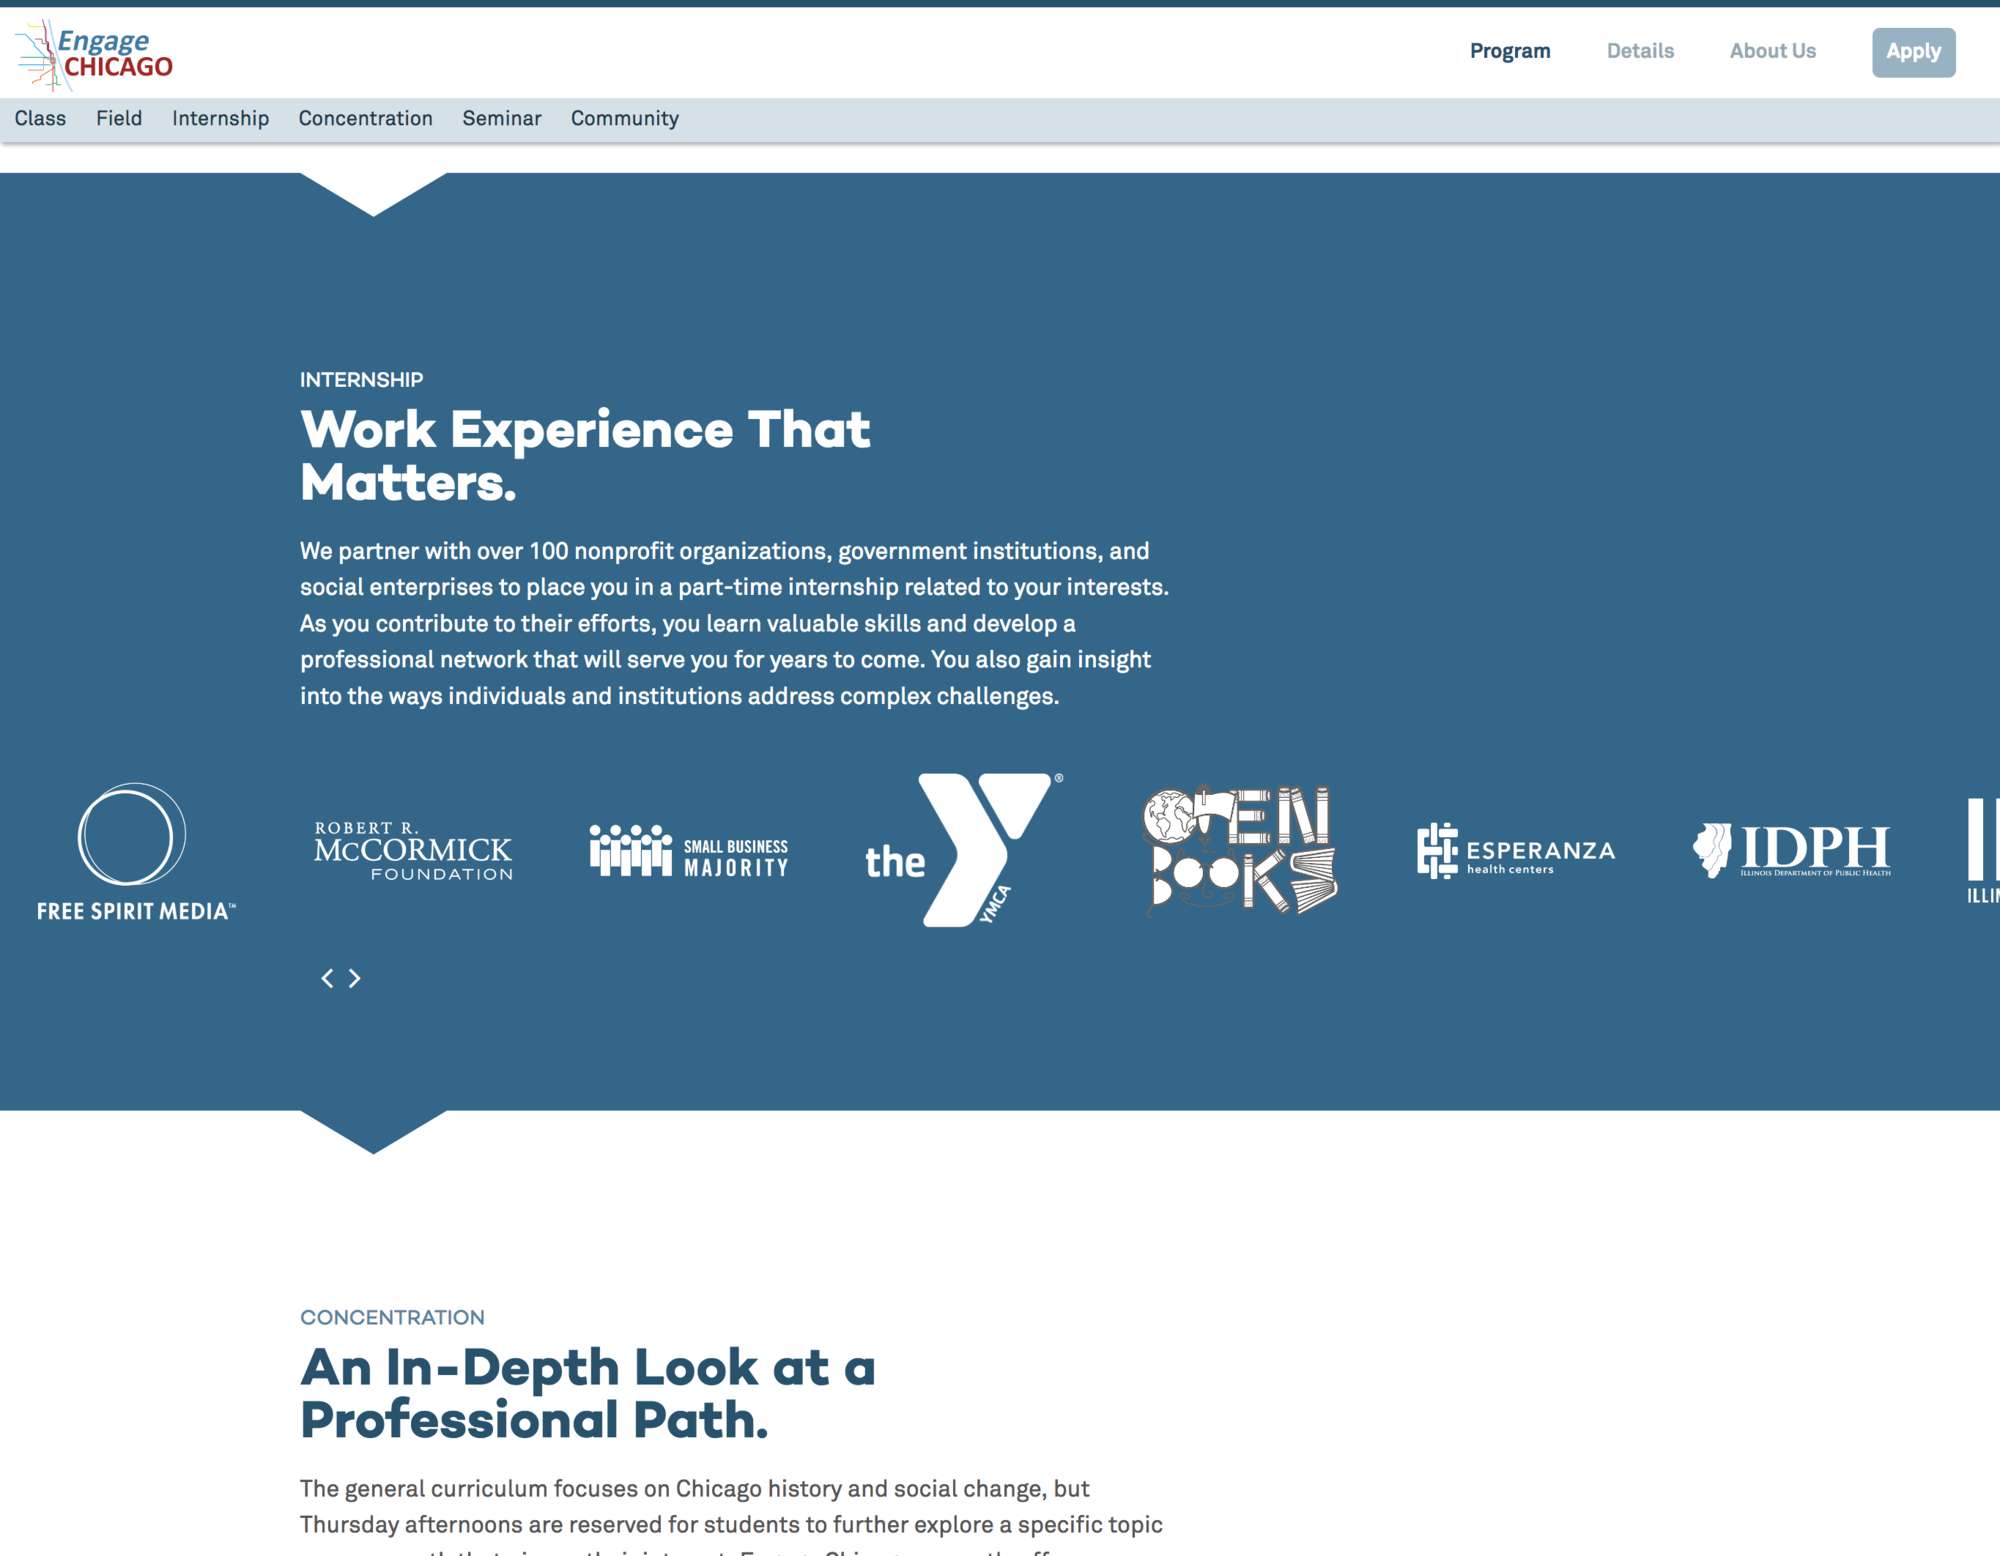 Engage
CHICAGO
Program
Details
About Us
Apply
Class
Field
Internship
Concentration
Seminar
Community
INTERNSHIP
Work Experience That
Matters.
We partner with over 100 nonprofit organizations, government institutions, and
social enterprises to place you in a part-time internship related to your interests.
As you contribute to their efforts, you learn valuable skills and develop a
professional network that will serve you for years to come. You also gain insight
into the ways individuals and institutions address complex challenges.
FREE SPIRIT MEDIA™
ROBERT R.
McCORMICK
FOUNDATION
SMALL BUSINESS
MAJORITY
the
YMCA
®
OPEN
BOOKS
ESPERANZA
health centers
IDPH
ILLINOIS DEPARTMENT OF PUBLIC HEALTH
CONCENTRATION
An In-Depth Look at a
Professional Path.
The general curriculum focuses on Chicago history and social change, but
Thursday afternoons are reserved for students to further explore a specific topic